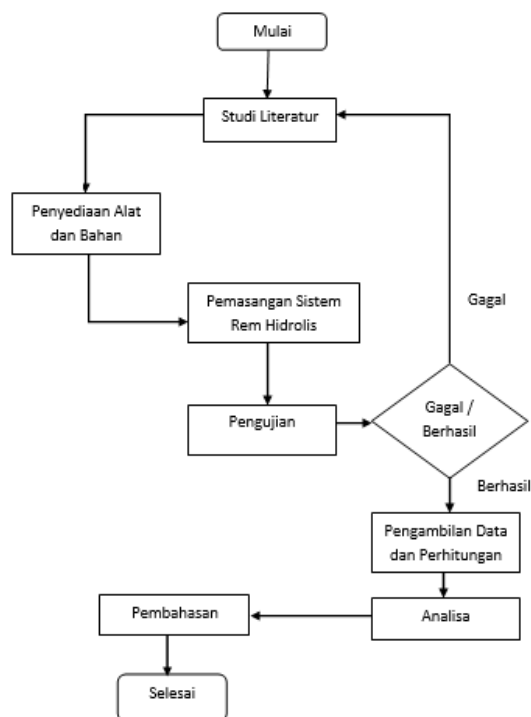 Mulai
Studi Literatur
Penyediaan Alat
dan Bahan
Pemasangan Sistem
Rem Hidrolis
Gagal
Pengujian
Gagal /
Berhasil
Berhasil
Pengambilan Data
dan Perhitungan
Analisa
Pembahasan
Selesai